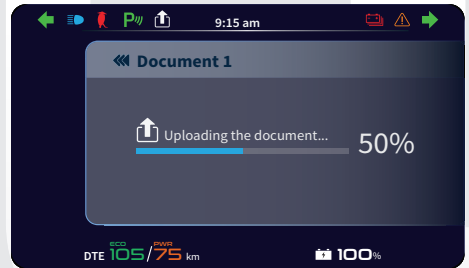 P 9:15 am
Document 1
Uploading the document... 50%
ECO PWR
DTE 105/75 km 100%